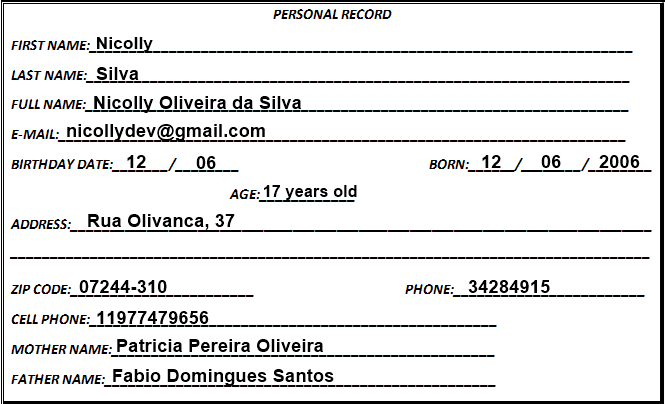 PERSONAL RECORD
FIRST NAME: Nicolly
LAST NAME: Silva
FULL NAME: Nicolly Oliveira da Silva
E-MAIL: nicollydev@gmail.com
BIRTHDAY DATE: 12 / 06 BORN: 12 / 06 / 2006
AGE: 17 years old
ADDRESS: Rua Olivanca, 37
ZIP CODE: 07244-310 PHONE: 34284915
CELL PHONE: 11977479656
MOTHER NAME: Patricia Pereira Oliveira
FATHER NAME: Fabio Domingues Santos